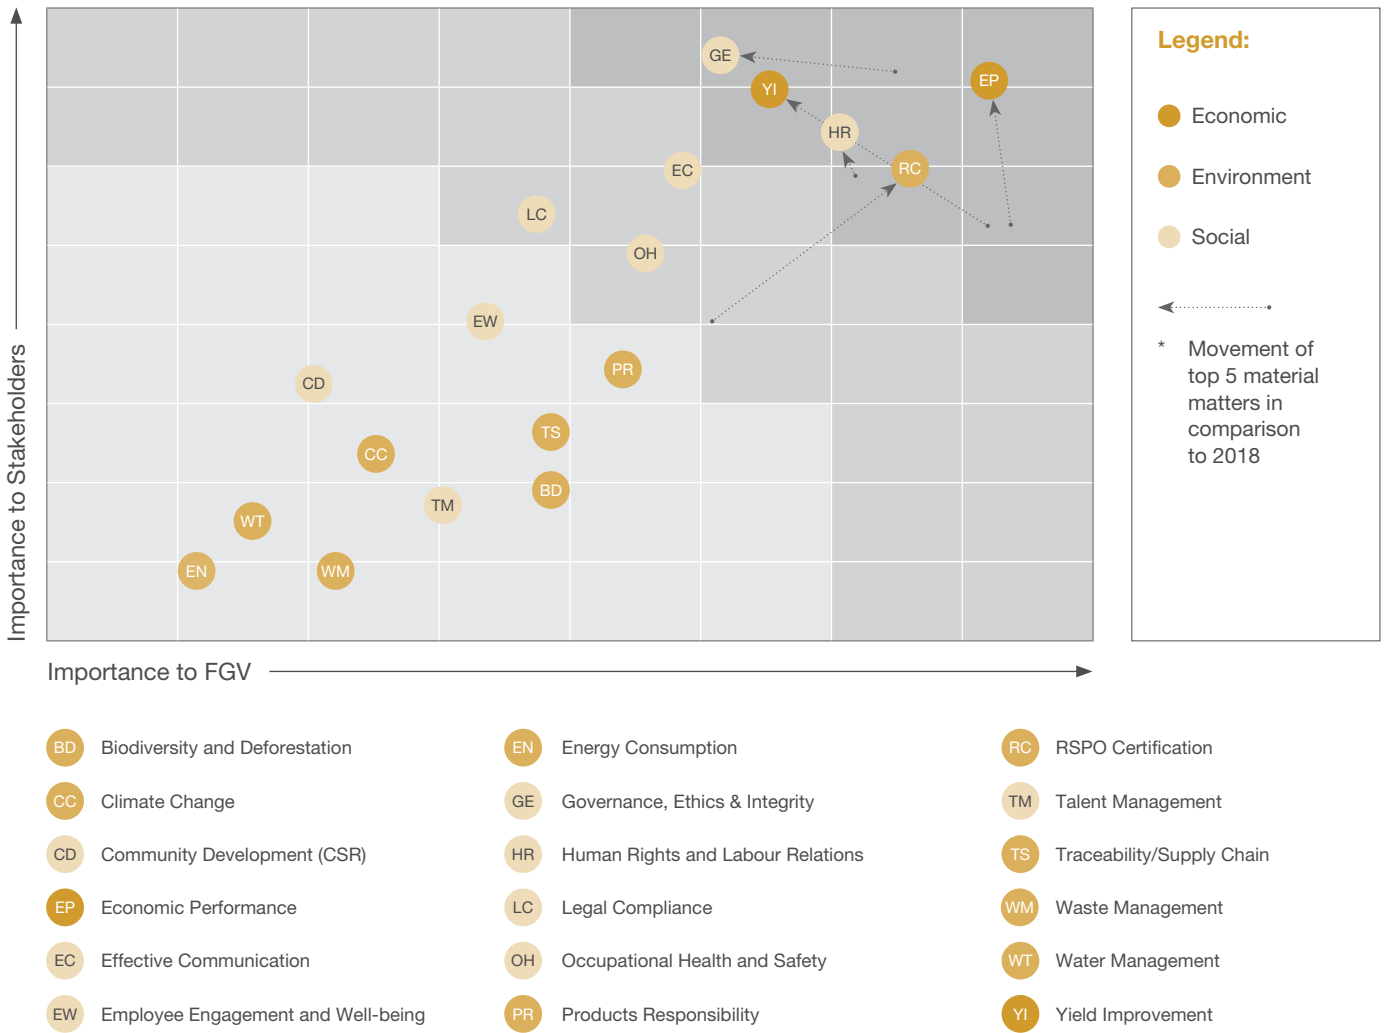 Importance to Stakeholders
GE
YI
EP
HR
EC
RC
LC
OH
EW
PR
CD
TS
CC
BD
TM
WT
EN
WM
Importance to FGV
Legend:
Economic
Environment
Social
* Movement of
top 5 material
matters in
comparison
to 2018
BD Biodiversity and Deforestation
CC Climate Change
CD Community Development (CSR)
EP Economic Performance
EC Effective Communication
EW Employee Engagement and Well-being
EN Energy Consumption
GE Governance, Ethics & Integrity
HR Human Rights and Labour Relations
LC Legal Compliance
OH Occupational Health and Safety
PR Products Responsibility
RC RSPO Certification
TM Talent Management
TS Traceability/Supply Chain
WM Waste Management
WT Water Management
YI Yield Improvement